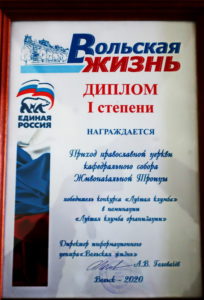 Вольская
ЖИЗНЬ
ЕДИНАЯ
РОССИЯ
ДИПЛОМ
I степени
НАГРАЖДАЕТСЯ
Приход православной церкви
кафедрального собора
Живоначальной Троицы
победитель конкурса «Лучшая клумба»
в номинации
«Лучшая клумба организации»
Директор информационного
центра «Вольская жизнь»
А.В.
Вольск - 2020